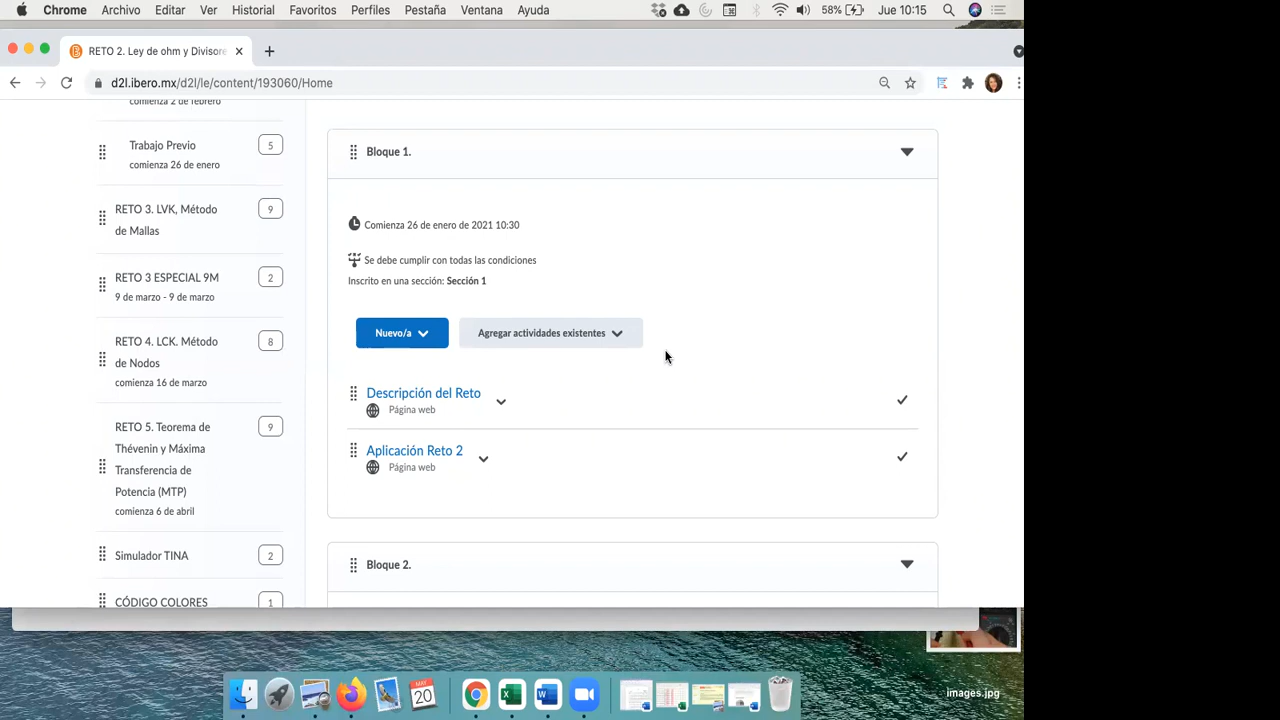 Chrome Archivo Editar Ver Historial Favoritos Perfiles Pestaña Ventana Ayuda 58% Jue 10:15
RETO 2. Ley de ohm y Divisore
d2l.ibero.mx/d2l/le/content/193060/Home
comienza 2 de febrero
Trabajo Previo 5
comienza 26 de enero
RETO 3. LVK, Método 9
de Mallas
RETO 3 ESPECIAL 9M 2
9 de marzo - 9 de marzo
RETO 4. LCK. Método 8
de Nodos
comienza 16 de marzo
RETO 5. Teorema de 9
Thévenin y Máxima
Transferencia de
Potencia (MTP)
comienza 6 de abril
Simulador TINA 2
CÓDIGO COLORES 1
Bloque 1.
Comienza 26 de enero de 2021 10:30
Se debe cumplir con todas las condiciones
Inscrito en una sección: Sección 1
Nuevo/a Agregar actividades existentes
Descripción del Reto
Página web
Aplicación Reto 2
Página web
Bloque 2.
MAY
20
images.jpg